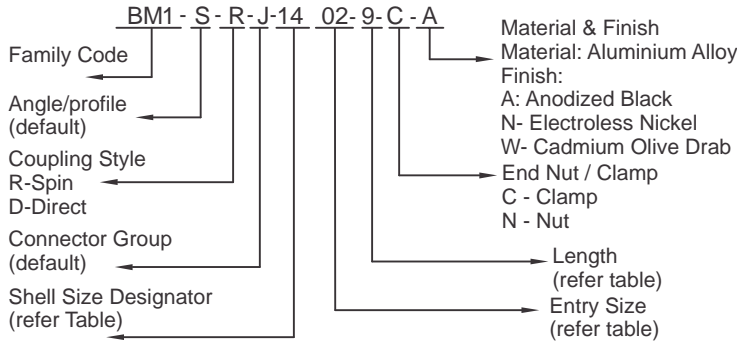 BM1 - S - R - J-14 02- 9- C - A
Family Code
Angle/profile
(default)
Coupling Style
R-Spin
D-Direct
Connector Group
(default)
Shell Size Designator
(refer Table)
Material & Finish
Material: Aluminium Alloy
Finish:
A: Anodized Black
N- Electroless Nickel
W- Cadmium Olive Drab
End Nut / Clamp
C - Clamp
N - Nut
Length
(refer table)
Entry Size
(refer table)